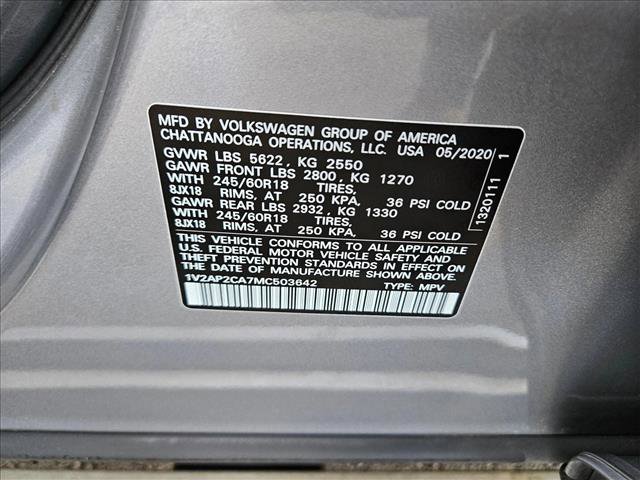 MFD BY VOLKSWAGEN GROUP OF AMERICA
CHATTANOOGA OPERATIONS, LLC. USA 05/2020
GVWR LBS 5622, KG 2550
GAWR FRONT LBS 2800, KG 1270
WITH 245/60R18 TIRES,
8JX18 RIMS, AT 250 KPA, 36 PSI COLD
GAWR REAR LBS 2932, KG 1330
WITH 245/60R18 TIRES,
8JX18 RIMS, AT 250 KPA, 36 PSI COLD
THIS VEHICLE CONFORMS TO ALL APPLICABLE
U.S. FEDERAL MOTOR VEHICLE SAFETY AND
THEFT PREVENTION STANDARDS IN EFFECT ON
THE DATE OF MANUFACTURE SHOWN ABOVE.
1V2AP2CA7MC503642 TYPE: MPV
1320111 1